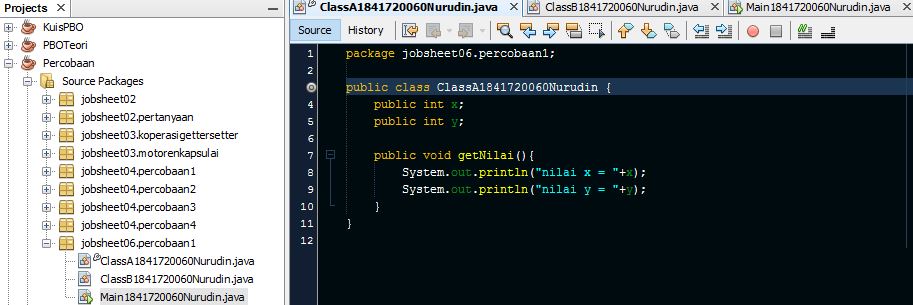 Projects
KuisPBO
PBOTeori
Percobaan
Source Packages
jobsheet02
jobsheet02.pertanyaan
jobsheet03.koperasigettersetter
jobsheet03.motorenkapsulai
jobsheet04.percobaan1
jobsheet04.percobaan2
jobsheet04.percobaan3
jobsheet04.percobaan4
jobsheet06.percobaan1
ClassA1841720060Nurudin.java
ClassB1841720060Nurudin.java
Main1841720060Nurudin.java
ClassA1841720060Nurudin.java ClassB1841720060Nurudin.java Main1841720060Nurudin.java
Source History
1 package jobsheet06.percobaan1;
2
public class ClassA1841720060Nurudin {
4 public int x;
5 public int y;
6
7 public void getNilai(){
8 System.out.println("nilai x = "+x);
9 System.out.println("nilai y = "+y);
10 }
11 }
12